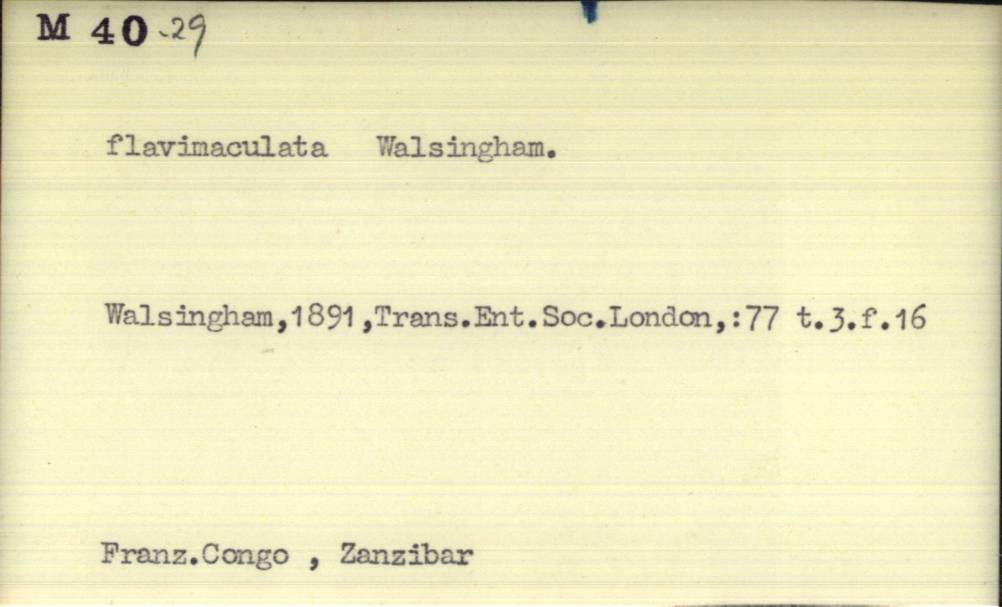 M 40-29
flavimaculata Walsingham.
Walsingham,1891,Trans.Ent.Soc.London,:77 t.3.f.16
Franz.Congo , Zanzibar